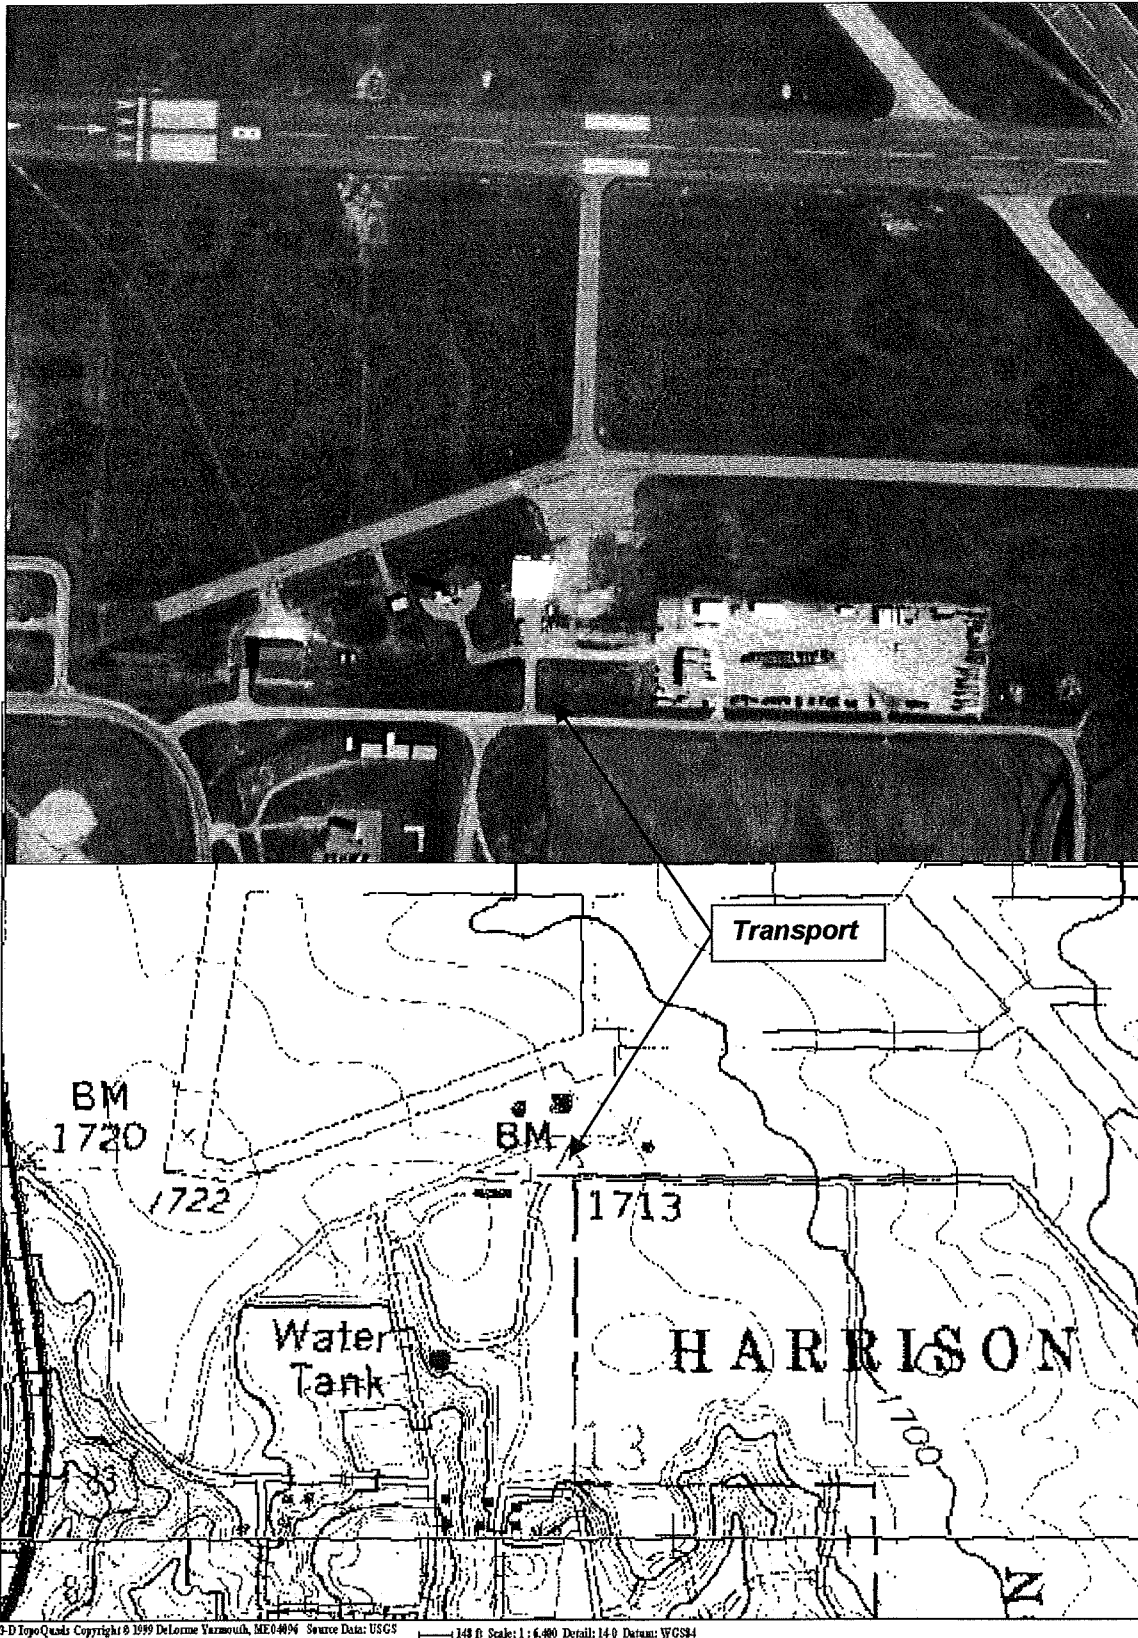 Transport
BM
1720
BM
1722
1713
Water
Tank
HARRISON
13
1700
N
3-D TopoQuads Copyright © 1999 DeLorme Yarmouth, ME 04096 Source Data: USGS
148 ft Scale: 1 : 6,400 Detail: 14-0 Datum: WGS84